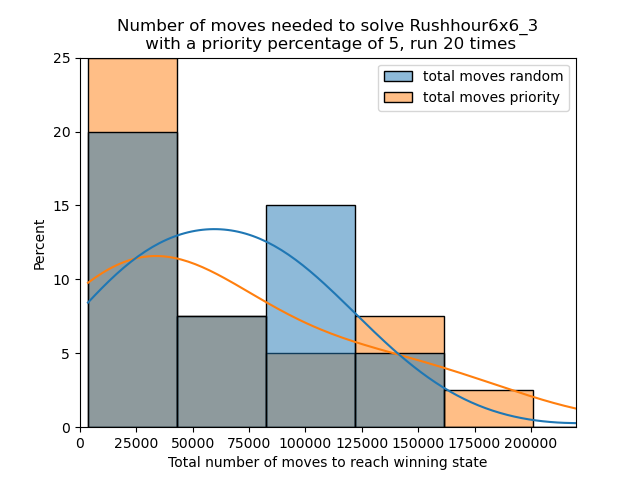 Number of moves needed to solve Rushhour6x6_3
with a priority percentage of 5, run 20 times
total moves random
total moves priority
Percent
25
20
15
10
5
0
0 25000 50000 75000 100000 125000 150000 175000 200000
Total number of moves to reach winning state